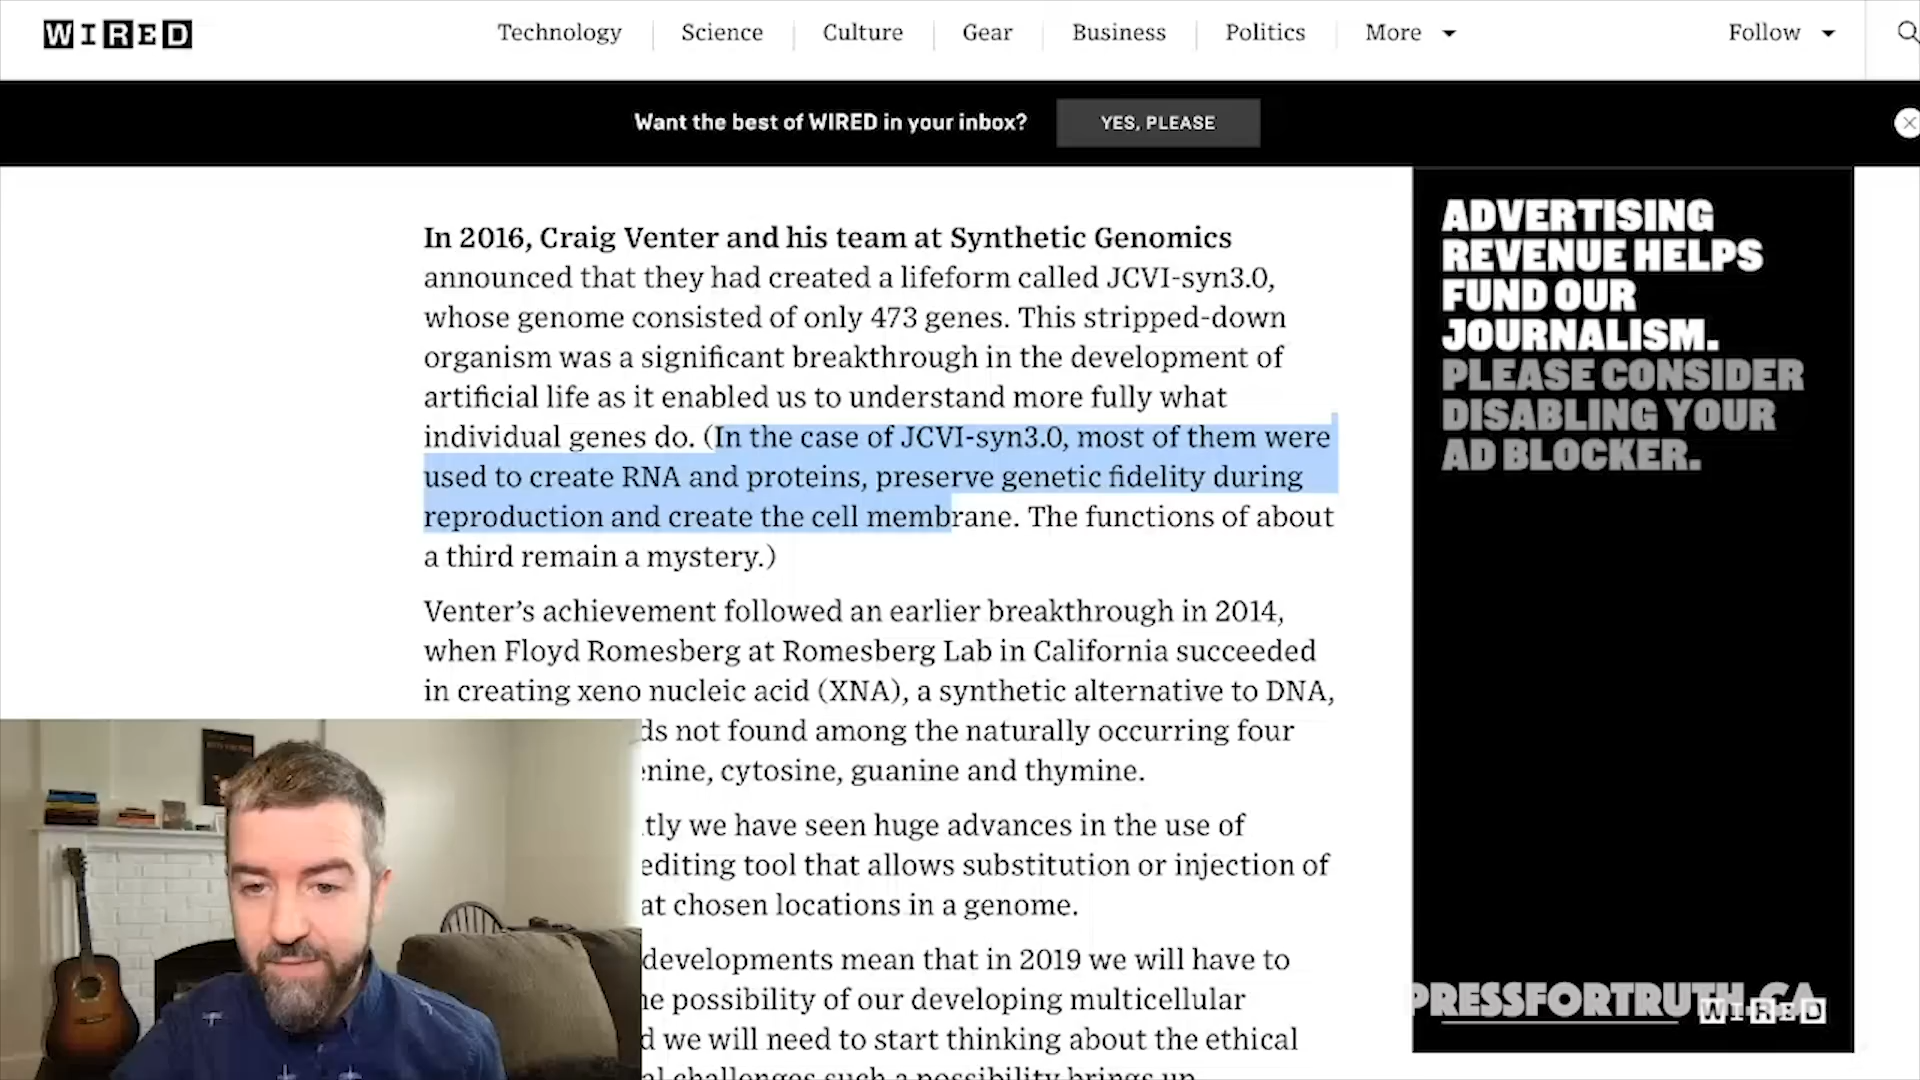 WIRED
Technology
Science
Culture
Gear
Business
Politics
More
Follow
Want the best of WIRED in your inbox?
YES, PLEASE
In 2016, Craig Venter and his team at Synthetic Genomics
announced that they had created a lifeform called JCVI-syn3.0,
whose genome consisted of only 473 genes. This stripped-down
organism was a significant breakthrough in the development of
artificial life as it enabled us to understand more fully what
individual genes do. (In the case of JCVI-syn3.0, most of them were
used to create RNA and proteins, preserve genetic fidelity during
reproduction and create the cell membrane. The functions of about
a third remain a mystery.)
Venter’s achievement followed an earlier breakthrough in 2014,
when Floyd Romesberg at Romesberg Lab in California succeeded
in creating xeno nucleic acid (XNA), a synthetic alternative to DNA,
not found among the naturally occurring four
cytosine, guanine and thymine.
we have seen huge advances in the use of
editing tool that allows substitution or injection of
at chosen locations in a genome.
developments mean that in 2019 we will have to
possibility of our developing multicellular
we will need to start thinking about the ethical
challenges such a possibility brings up
ADVERTISING
REVENUE HELPS
FUND OUR
JOURNALISM.
PLEASE CONSIDER
DISABLING YOUR
AD BLOCKER.
PRESSFORTRUTH.CA
WIRED